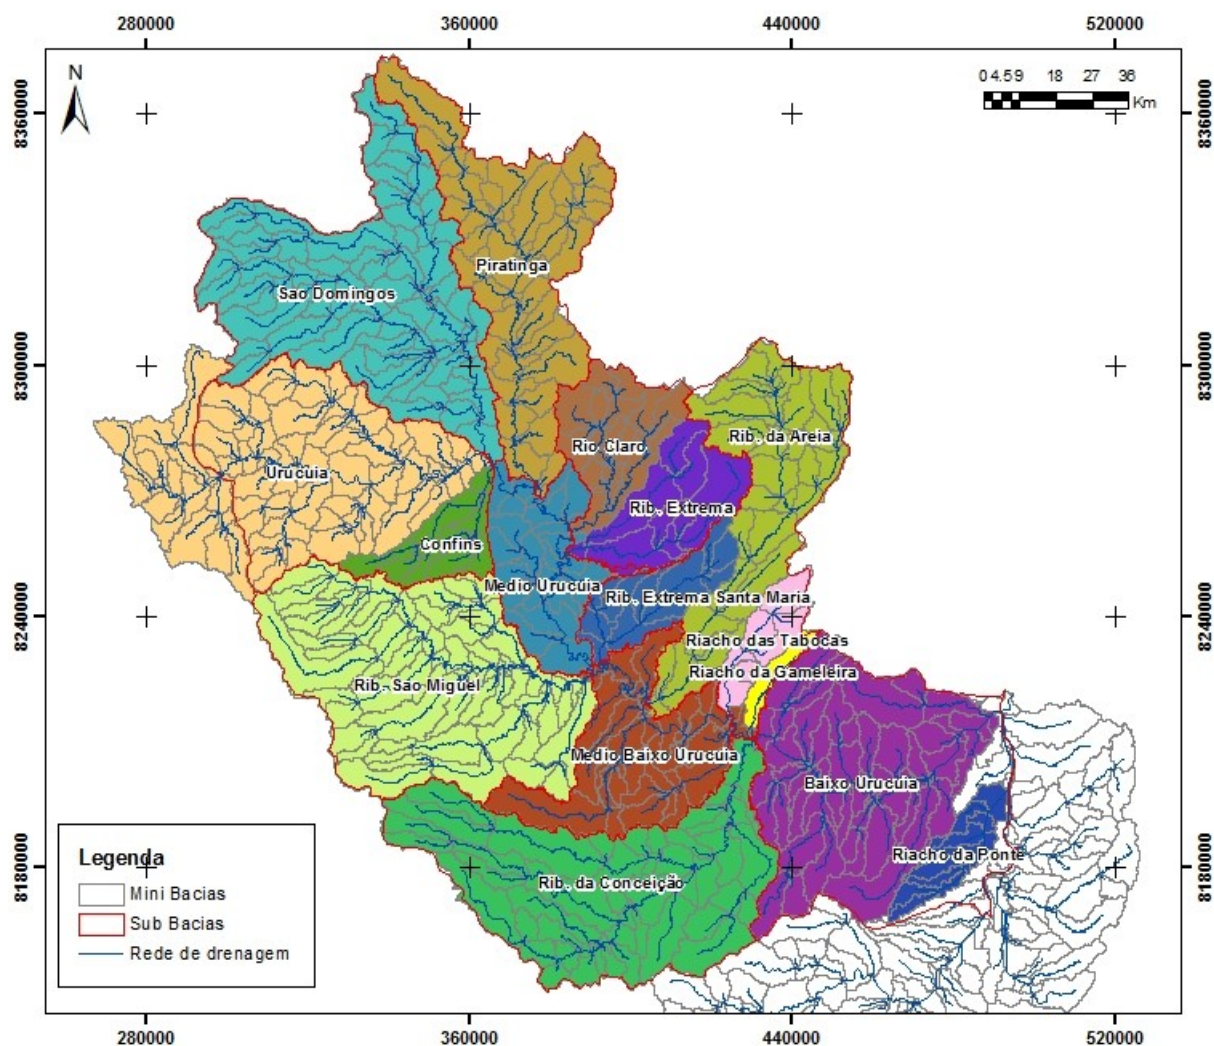 280000 360000 440000 520000
N
0 4.5 9 18 27 36
Km
8360000 8360000
Piratinga
Sao Domingos
8300000 8300000
Rib. da Areia
Rio Claro
Urucuia
Rib. Extrema
Confins
Medio Urucuia
Rib. Extrema Santa Maria
8240000 8240000
Riacho das Tabocas
Riacho da Gameleira
Rib. Sao Miguel
Medio Baixo Urucuia
Baixo Urucuia
Riacho da Ponte
8180000 8180000
Rib. da Conceição
Legenda
Mini Bacias
Sub Bacias
Rede de drenagem
280000 360000 440000 520000